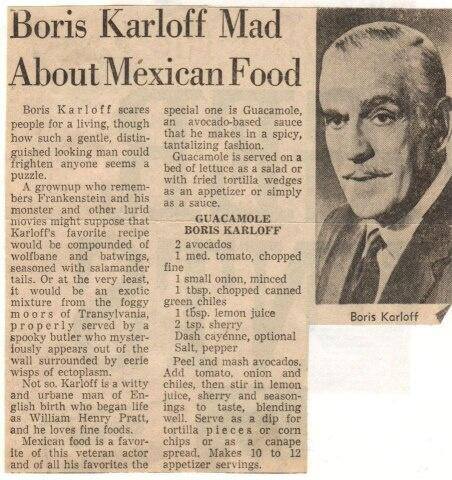 Boris Karloff Mad
About Mexican Food
Boris Karloff scares
people for a living, though
how such a gentle, distin-
guished looking man could
frighten anyone seems a
puzzle.
A grownup who remem-
bers Frankenstein and his
monster and other lurid
movies might suppose that
Karloff's favorite recipe
would be compounded of
wolfbane and batwings,
seasoned with salamander
tails. Or at the very least,
it would be an exotic
mixture from the foggy
moors of Transylvania,
properly served by a
spooky butler who myster-
iously appears out of the
wall surrounded by eerie
wisps of ectoplasm.
Not so. Karloff is a witty
and urbane man of En-
glish birth who began life
as William Henry Pratt,
and he loves fine foods.
Mexican food is a favor-
ite of this veteran actor
and of all his favorites the
special one is Guacamole,
an avocado-based sauce
that he makes in a spicy,
tantalizing fashion.
Guacamole is served on a
bed of lettuce as a salad or
with fried tortilla wedges
as an appetizer or simply
as a sauce.
GUACAMOLE
BORIS KARLOFF
2 avocados
1 med. tomato, chopped
fine
1 small onion, minced
1 tbsp. chopped canned
green chiles
1 tbsp. lemon juice
2 tsp. sherry
Dash cayenne, optional
Salt, pepper
Peel and mash avocados.
Add tomato, onion and
chiles, then stir in lemon
juice, sherry and season-
ings to taste, blending
well. Serve as a dip for
tortilla pieces or corn
chips or as a canape
spread. Makes 10 to 12
appetizer servings.
Boris Karloff